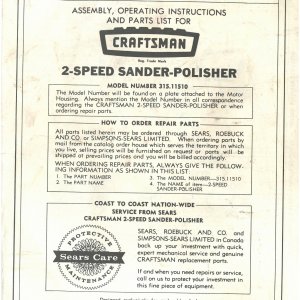 ASSEMBLY, OPERATING INSTRUCTIONS
AND PARTS LIST FOR
CRAFTSMAN
Reg. Trade Mark
2-SPEED SANDER-POLISHER
MODEL NUMBER 315.11510
The Model Number will be found on a plate attached to the Motor
Housing. Always mention the Model Number in all correspondence
regarding the CRAFTSMAN 2-SPEED SANDER-POLISHER or when
ordering repair parts.
HOW TO ORDER REPAIR PARTS
All parts listed herein may be ordered through SEARS, ROEBUCK
AND CO. or SIMPSONS-SEARS LIMITED. When ordering parts by
mail from the catalog order house which serves the territory in which
you live, selling prices will be furnished on request or parts will be
shipped at prevailing prices and you will be billed accordingly.
WHEN ORDERING REPAIR PARTS, ALWAYS GIVE THE FOLLOW-
ING INFORMATION AS SHOWN IN THIS LIST:
1. The PART NUMBER
2. The PART NAME
3. The MODEL NUMBER—315.11510
4. The NAME of item—2-SPEED
SANDER-POLISHER
COAST TO COAST NATION-WIDE
SERVICE FROM SEARS
CRAFTSMAN 2-SPEED SANDER-POLISHER
PROTECTIVE
Sears Care
MAINTENANCE
SEARS, ROEBUCK AND CO. and
SIMPSONS-SEARS LIMITED in Canada
back up your investment with quick,
expert mechanical service and genuine
CRAFTSMAN replacement parts.
If and when you need repairs or service,
call on us to protect your investment in
this fine piece of equipment.